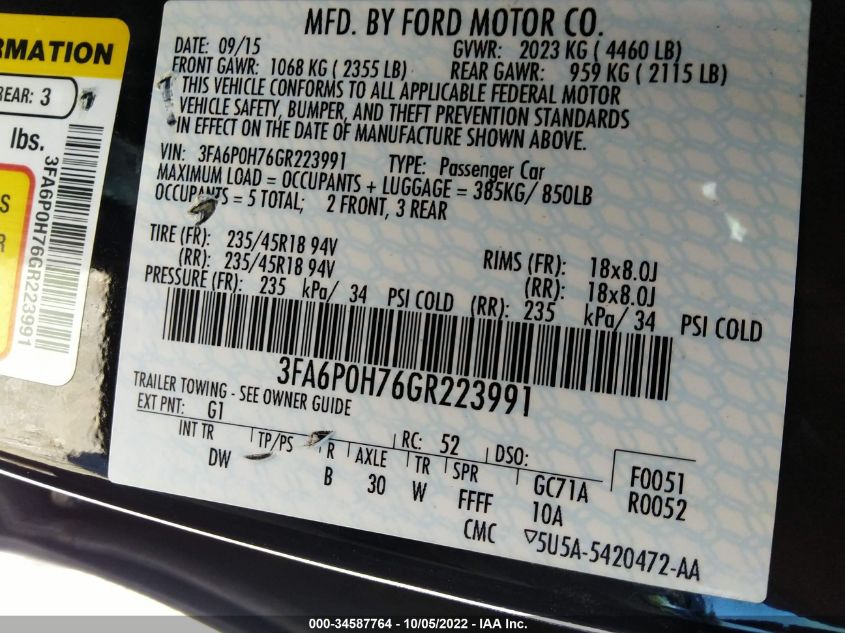 MFD. BY FORD MOTOR CO.
DATE: 09/15 GVWR: 2023 KG ( 4460 LB)
FRONT GAWR: 1068 KG ( 2355 LB) REAR GAWR: 959 KG ( 2115 LB)
THIS VEHICLE CONFORMS TO ALL APPLICABLE FEDERAL MOTOR
VEHICLE SAFETY, BUMPER, AND THEFT PREVENTION STANDARDS
IN EFFECT ON THE DATE OF MANUFACTURE SHOWN ABOVE.
VIN: 3FA6P0H76GR223991 TYPE: Passenger Car
MAXIMUM LOAD = OCCUPANTS + LUGGAGE = 385KG/ 850LB
OCCUPANTS = 5 TOTAL; 2 FRONT, 3 REAR
TIRE (FR): 235/45R18 94V RIMS (FR): 18x8.0J
(RR): 235/45R18 94V (RR): 18x8.0J
PRESSURE (FR): 235 kPa/ 34 PSI COLD (RR): 235 kPa/ 34 PSI COLD
3FA6P0H76GR223991
TRAILER TOWING - SEE OWNER GUIDE
EXT PNT: G1 RC: 52 DSO:
INT TR TP/PS R AXLE TR SPR GC71A F0051
DW B 30 W FFFF 10A R0052
CMC 5U5A-5420472-AA
ORMATION
REAR: 3
lbs.
3FA6P0H76GR223991
S
R
000-34587764 - 10/05/2022 - IAA Inc.